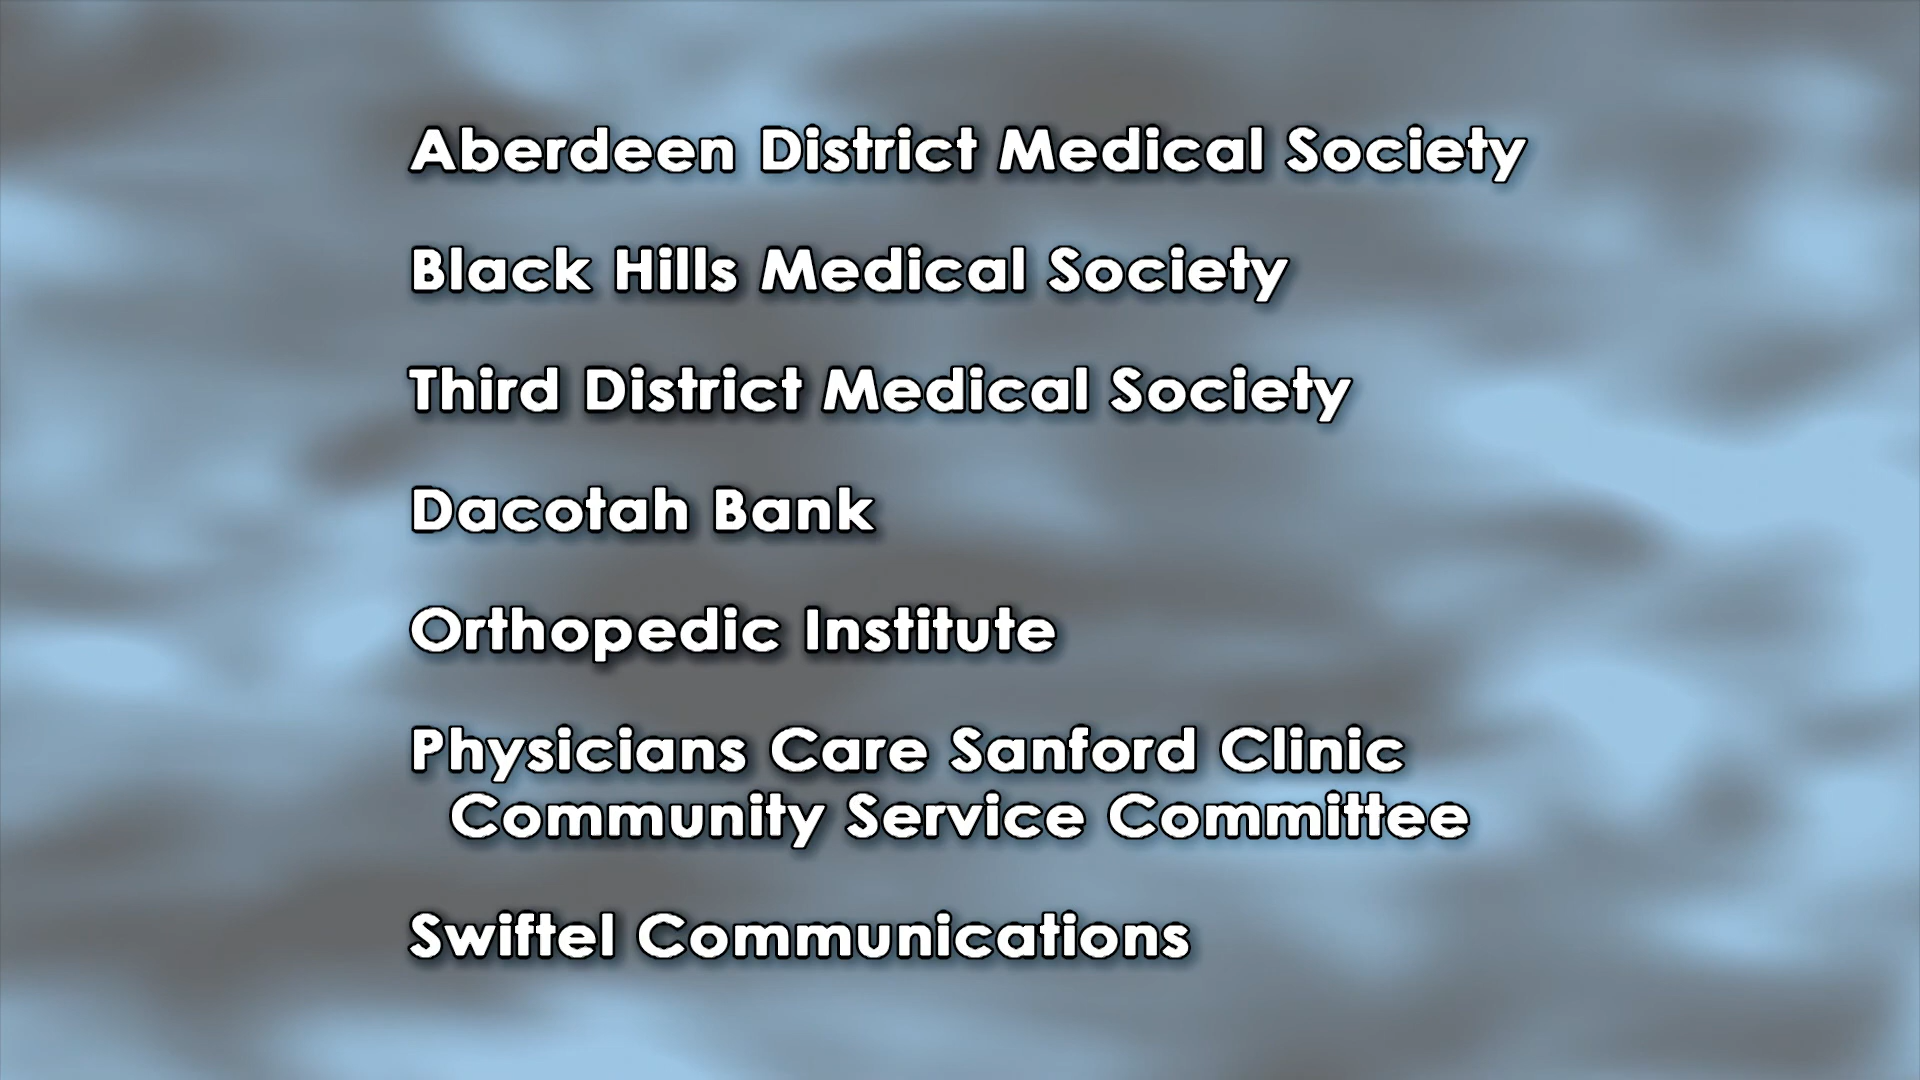 Aberdeen District Medical Society
Black Hills Medical Society
Third District Medical Society
Dacotah Bank
Orthopedic Institute
Physicians Care Sanford Clinic
Community Service Committee
Swiftel Communications